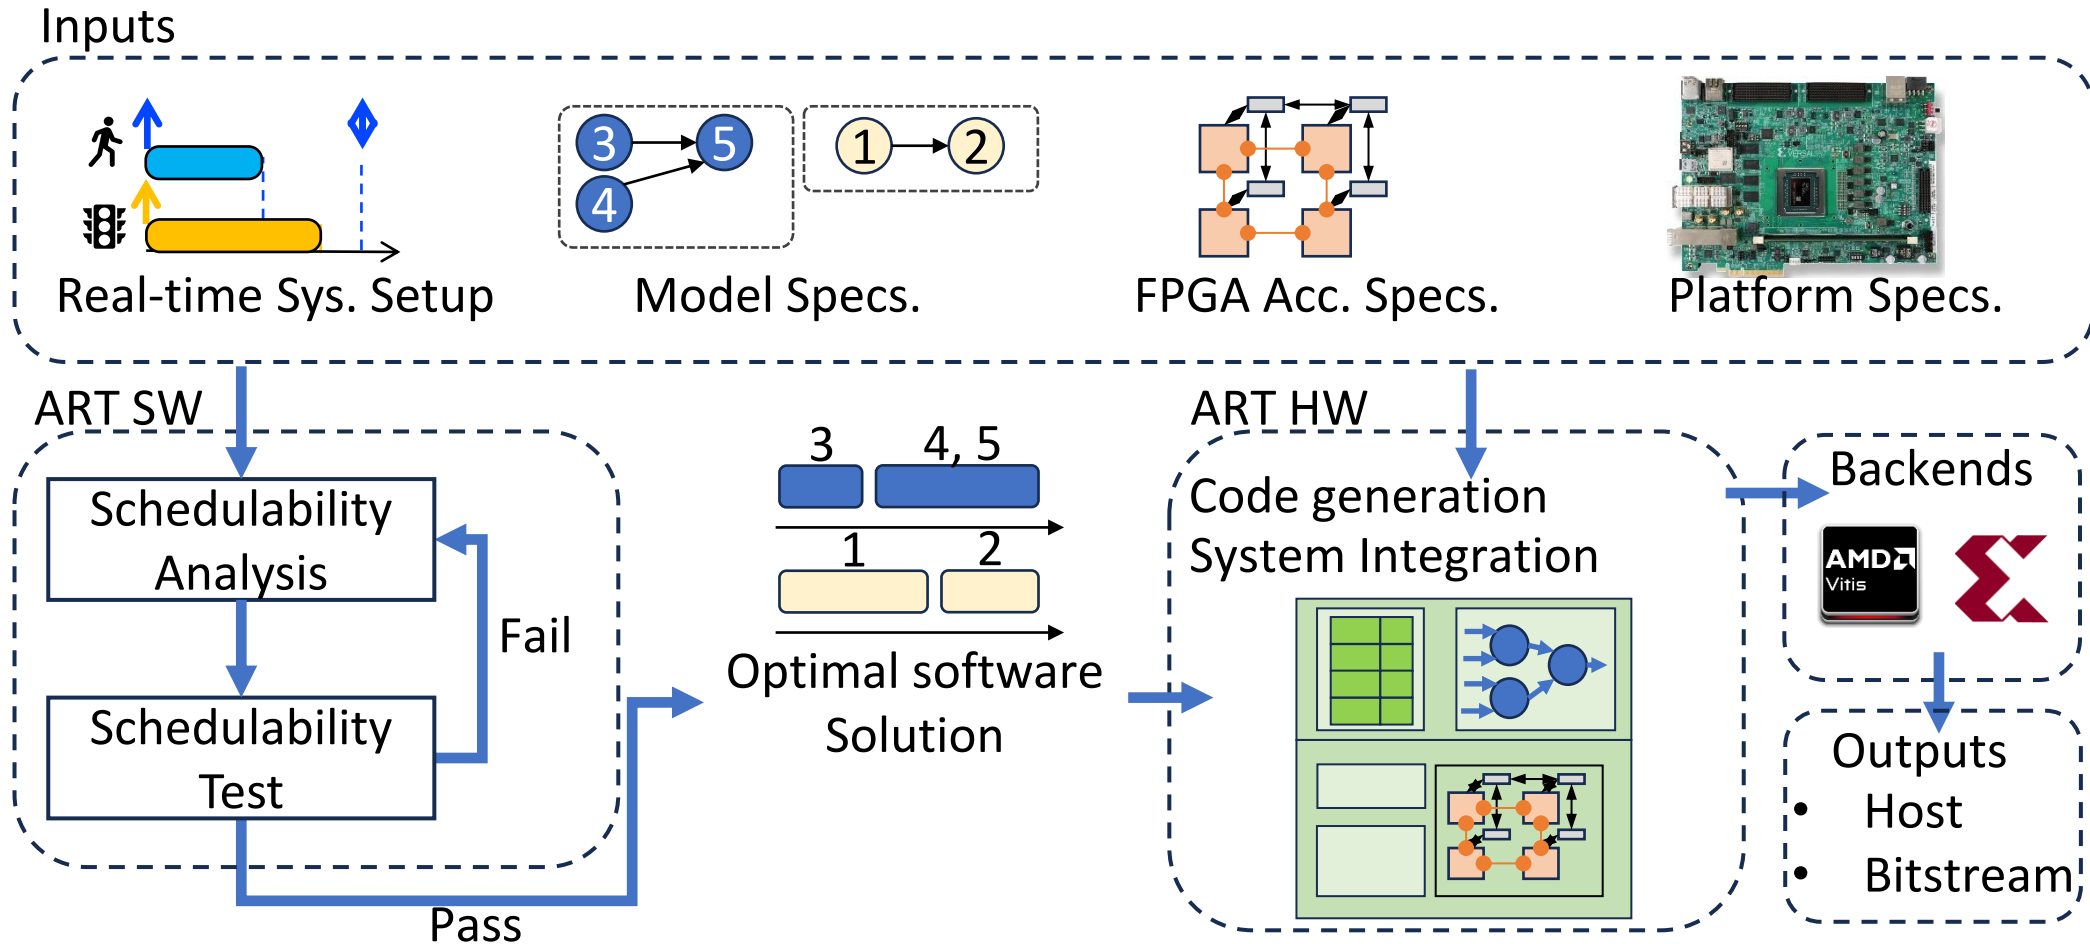 Inputs
3
5
4
1
2
Real-time Sys. Setup
Model Specs.
FPGA Acc. Specs.
Platform Specs.
ART SW
Schedulability
Analysis
Fail
Schedulability
Test
Pass
3
4, 5
1
2
Optimal software
Solution
ART HW
Code generation
System Integration
Backends
AMD
Vitis
Outputs
• Host
• Bitstream